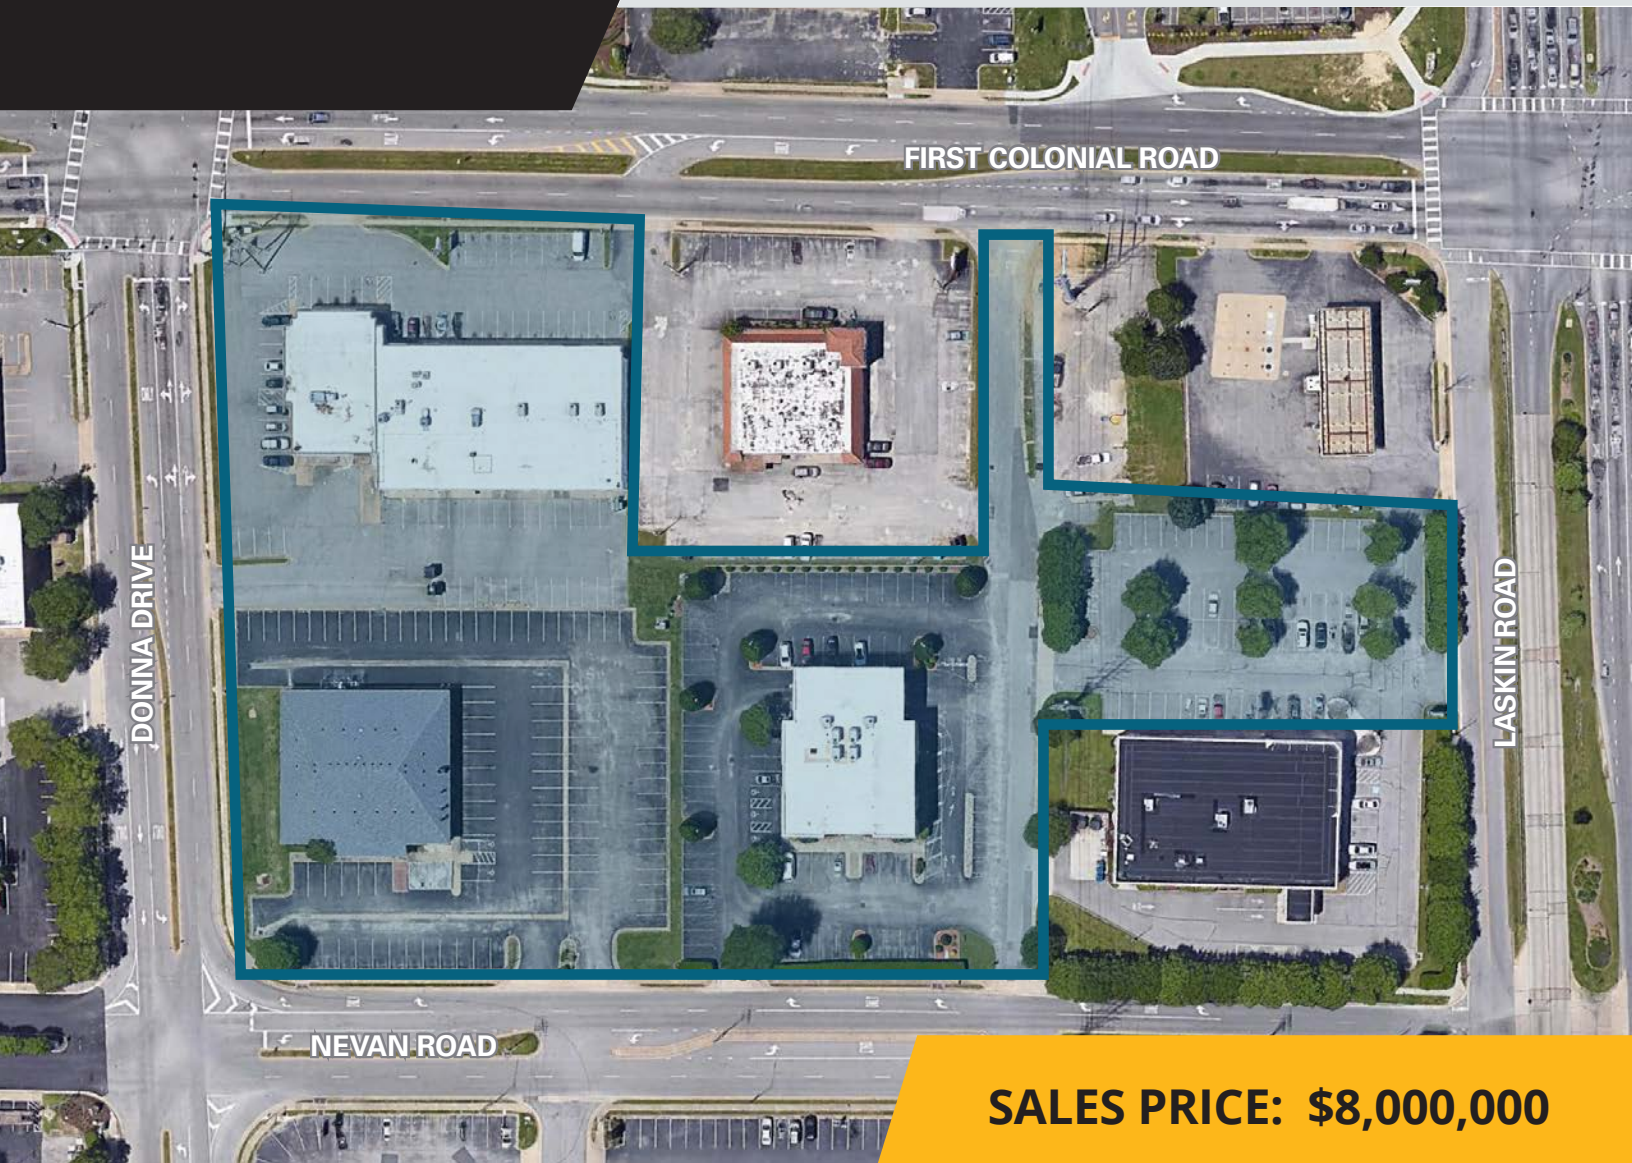 FIRST COLONIAL ROAD
DONNA DRIVE
LASKIN ROAD
NEVAN ROAD
SALES PRICE: $8,000,000